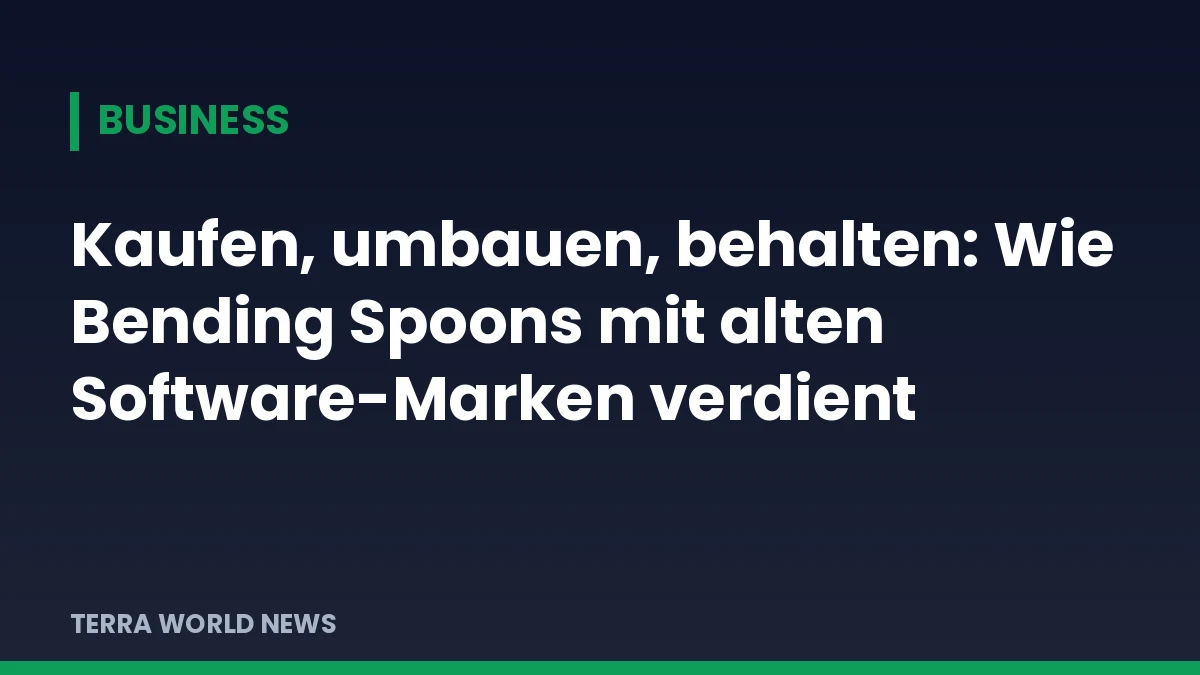 BUSINESS
Kaufen, umbauen, behalten: Wie
Bending Spoons mit alten
Software-Marken verdient
TERRA WORLD NEWS